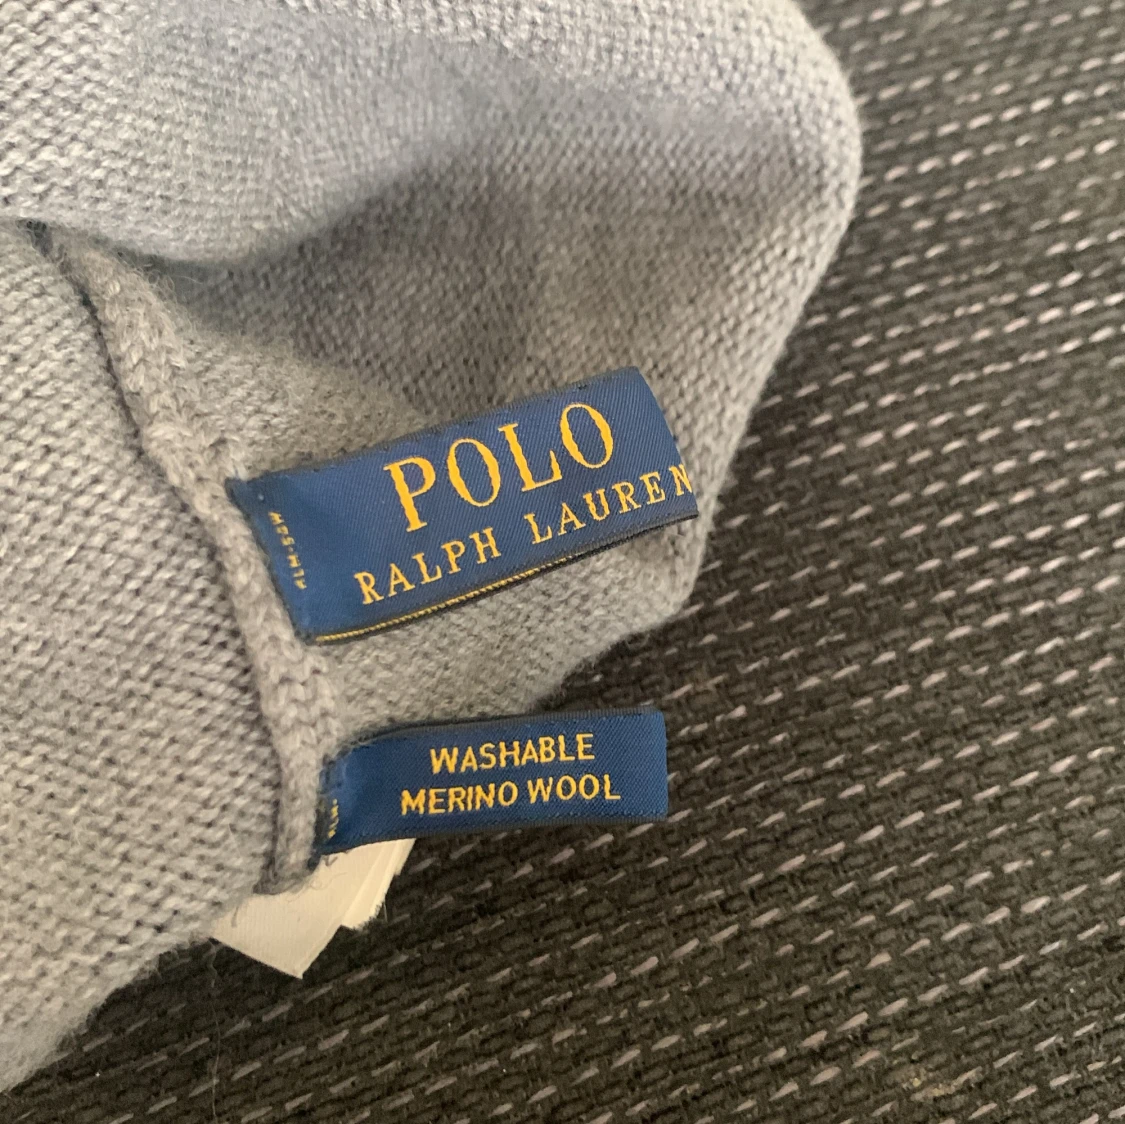 POLO
RALPH LAUREN
WASHABLE
MERINO WOOL